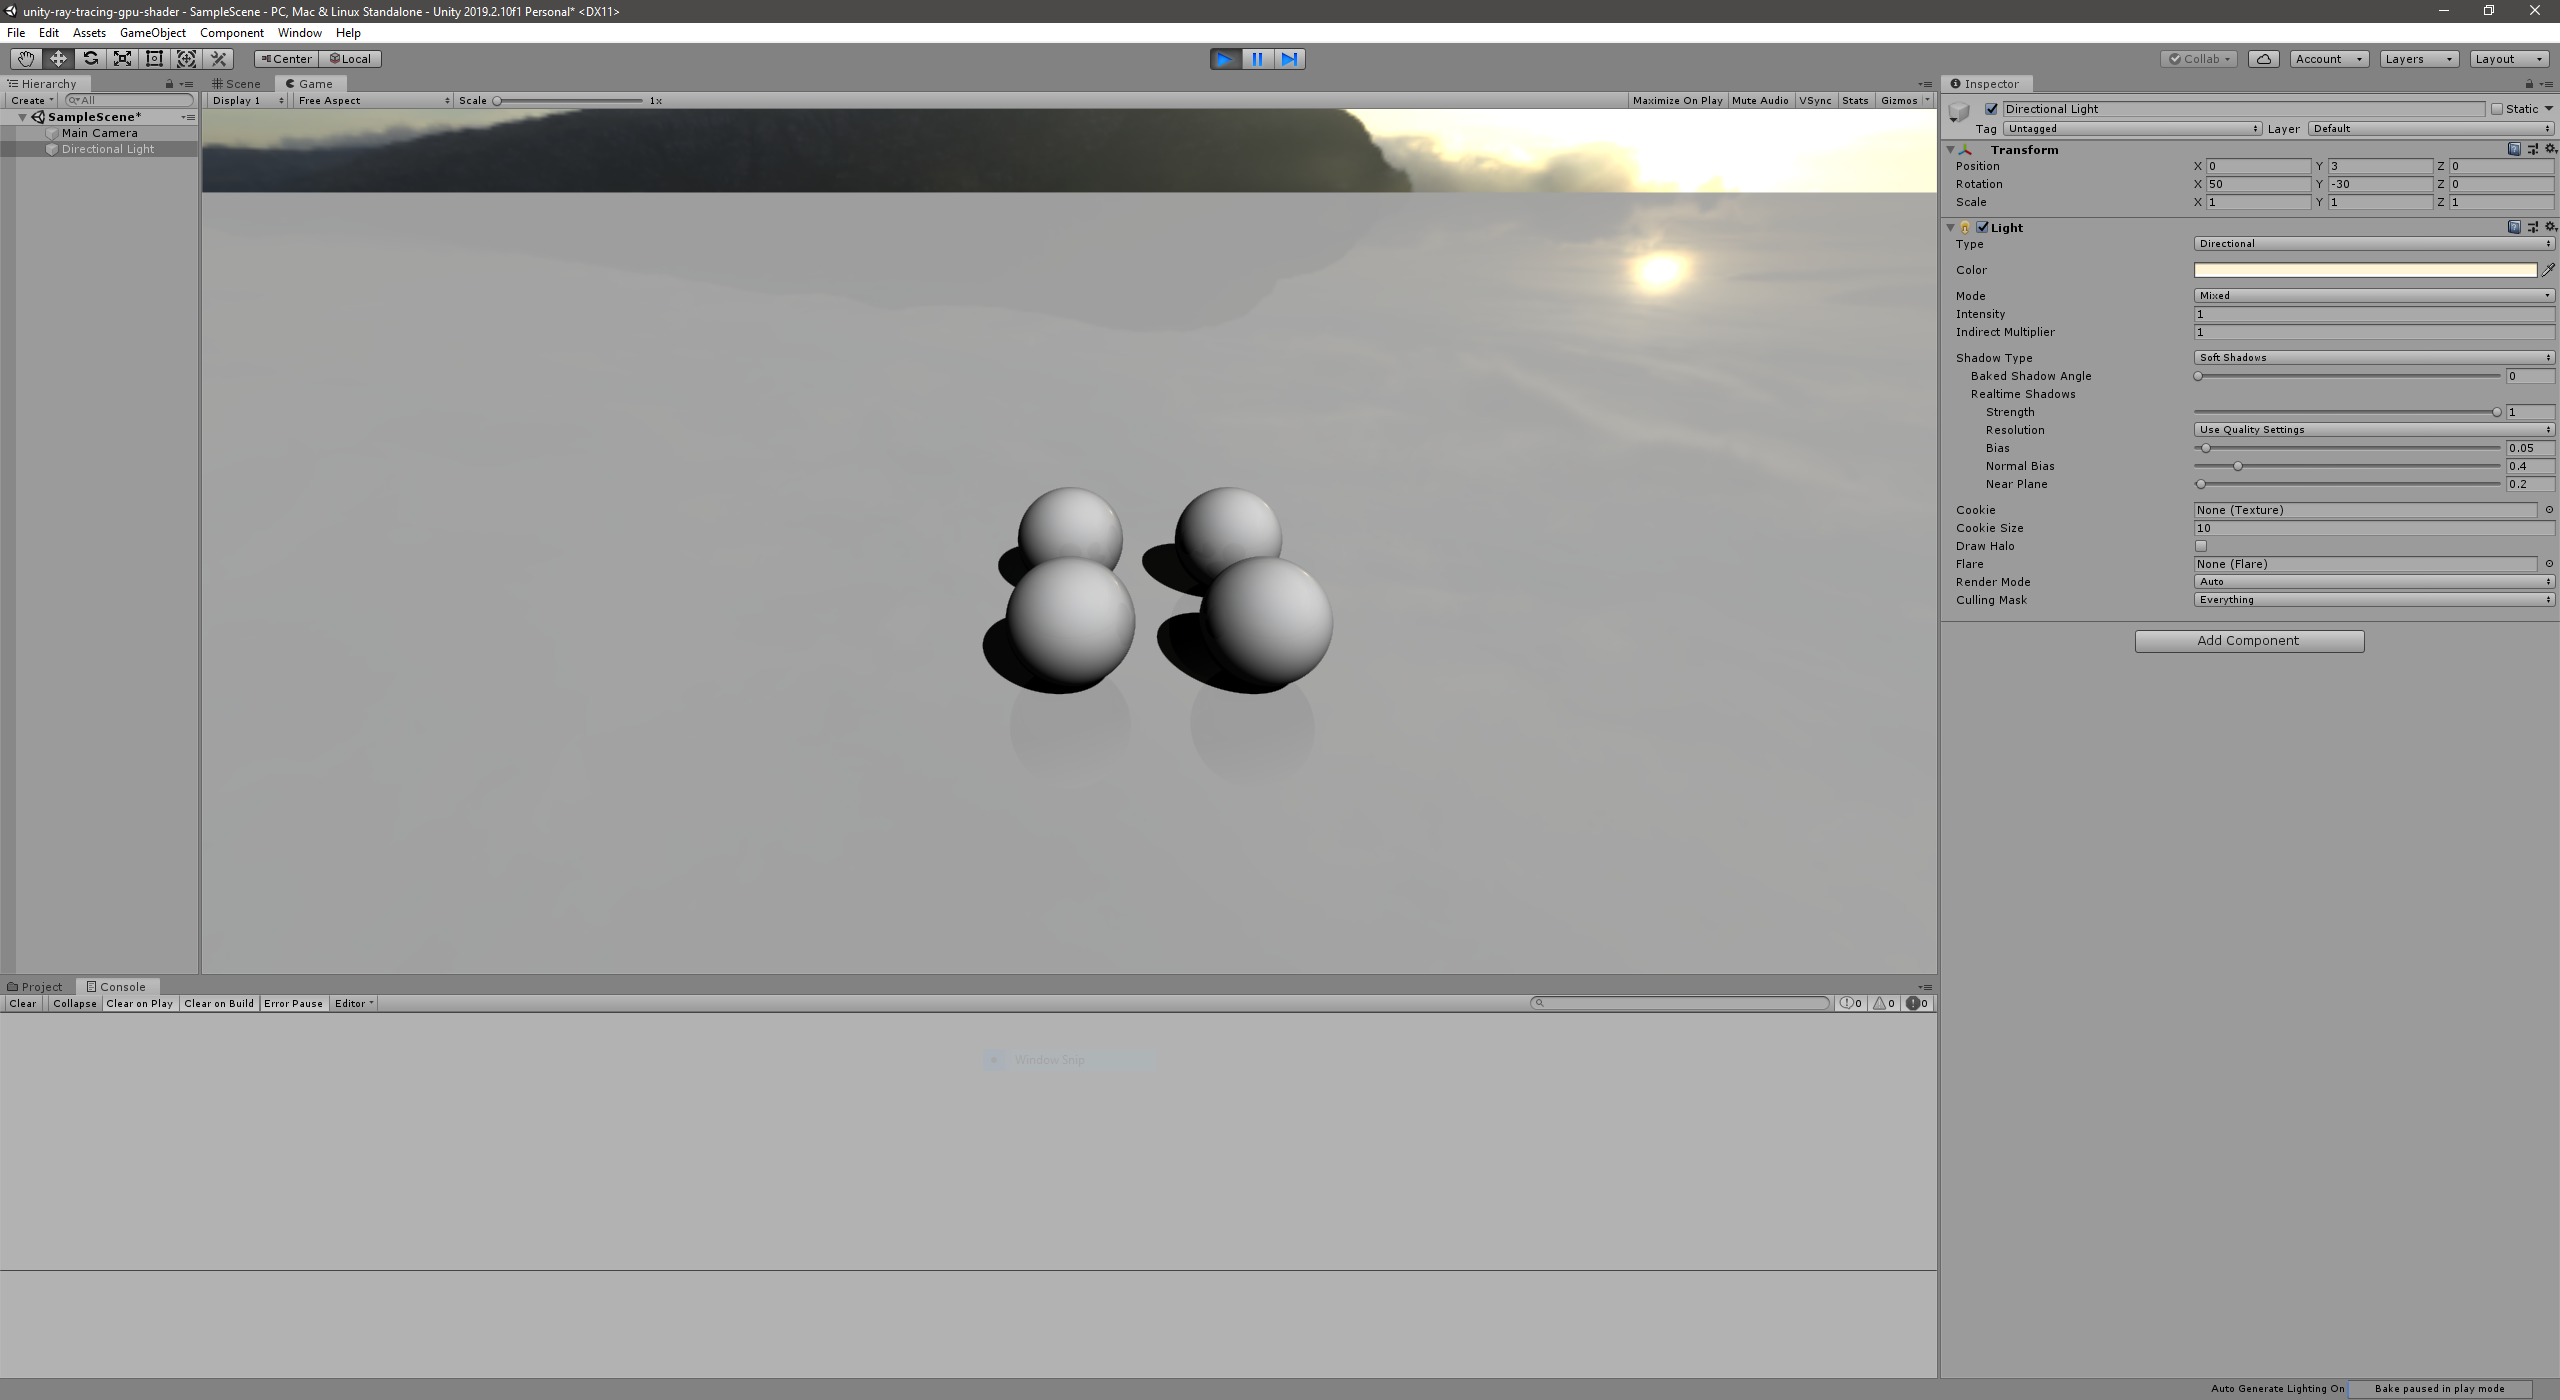 unity-ray-tracing-gpu-shader - SampleScene - PC, Mac & Linux Standalone - Unity 2019.2.10f1 Personal* <DX11>
File Edit Assets GameObject Component Window Help
Center Local Collab Account Layers Layout
Hierarchy
Create All
SampleScene*
Main Camera
Directional Light
Scene Game
Display 1 Free Aspect Scale 1x Maximize On Play Mute Audio VSync Stats Gizmos
Inspector
Directional Light Static
Tag Untagged Layer Default
Transform
Position X 0 Y 3 Z 0
Rotation X 50 Y -30 Z 0
Scale X 1 Y 1 Z 1
Light
Type Directional
Color
Mode Mixed
Intensity 1
Indirect Multiplier 1
Shadow Type Soft Shadows
Baked Shadow Angle 0
Realtime Shadows
Strength 1
Resolution Use Quality Settings
Bias 0.05
Normal Bias 0.4
Near Plane 0.2
Cookie None (Texture)
Cookie Size 10
Draw Halo
Flare None (Flare)
Render Mode Auto
Culling Mask Everything
Add Component
Project Console
Clear Collapse Clear on Play Clear on Build Error Pause Editor 0 0 0
Window Snip
Auto Generate Lighting On Bake paused in play mode